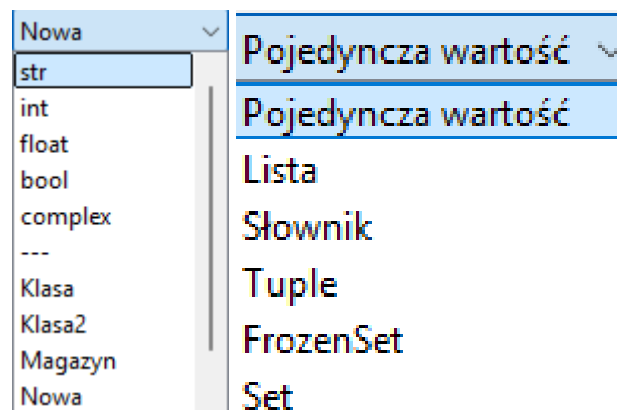 Nowa
str
int
float
bool
complex
---
Klasa
Klasa2
Magazyn
Nowa
Pojedyncza wartość
Pojedyncza wartość
Lista
Słownik
Tuple
FrozenSet
Set